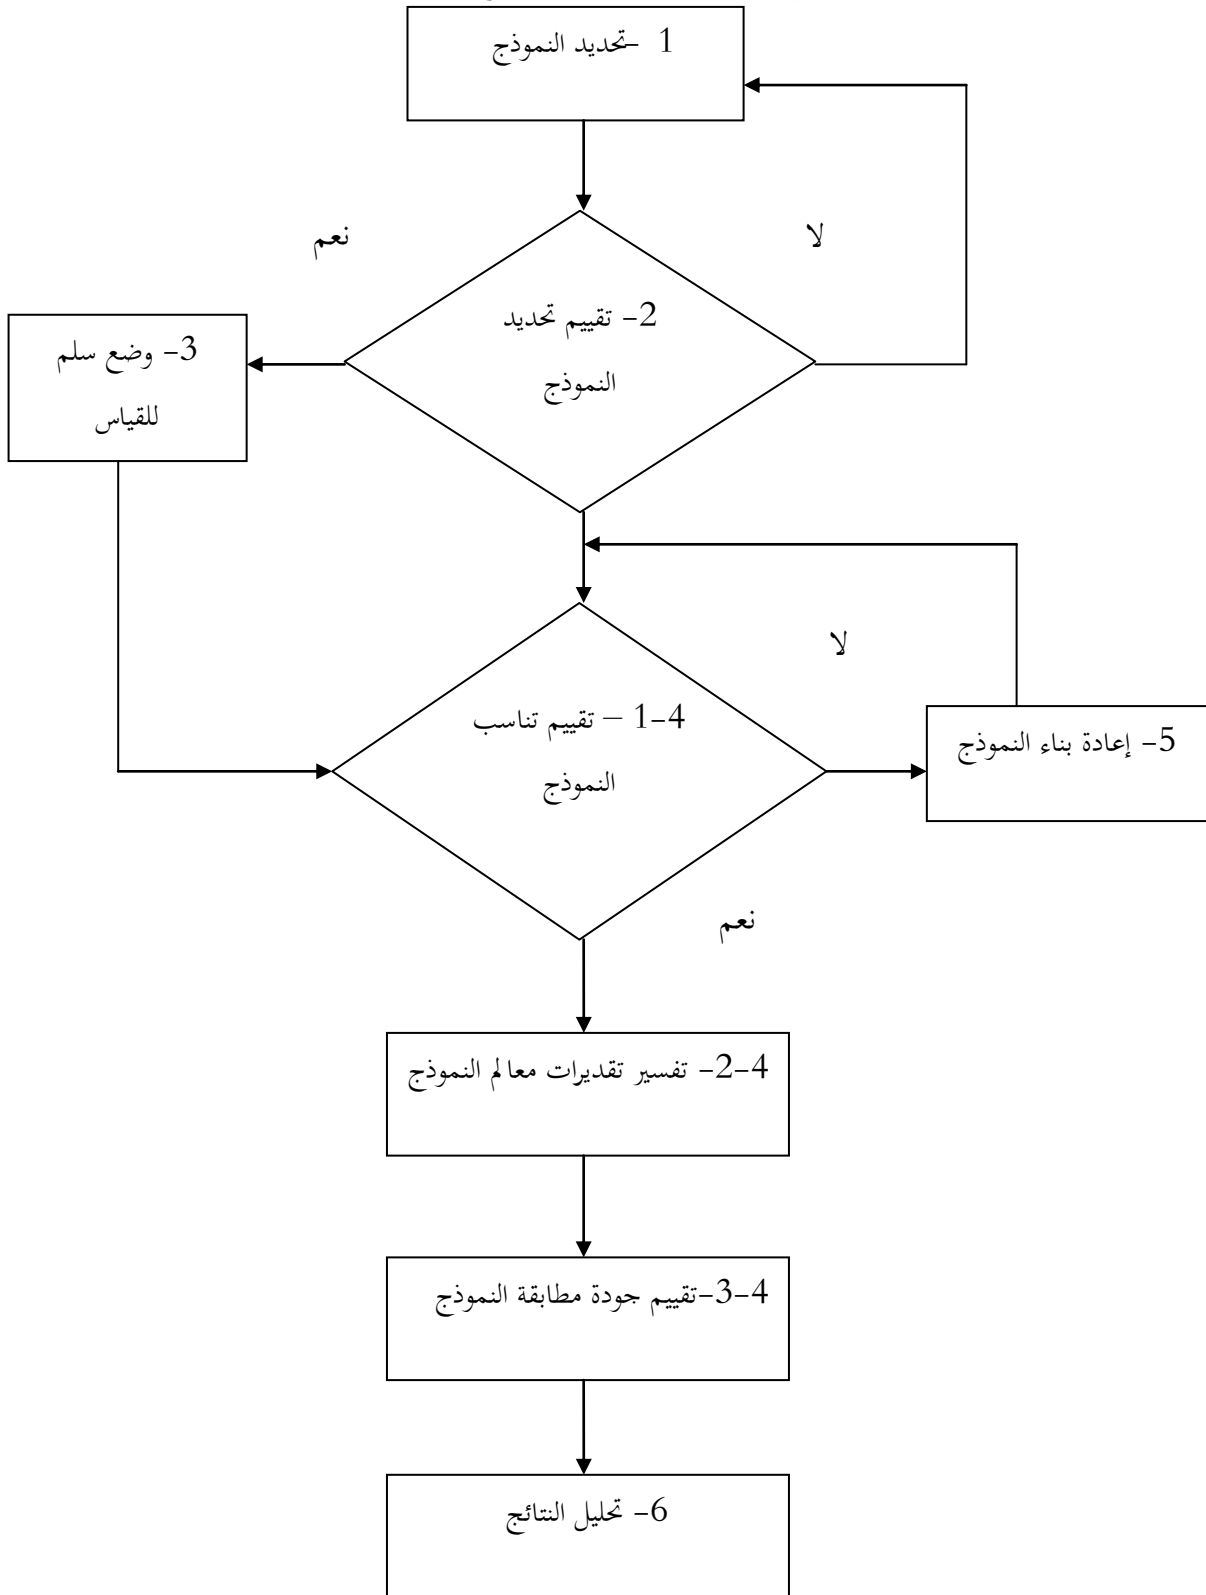 1 -تحديد النموذج
نعم
لا
2- تقييم تحديد
النموذج
3- وضع سلم
للقياس
لا
4-1 – تقييم تناسب
النموذج
5- إعادة بناء النموذج
نعم
4-2- تفسير تقديرات معالم النموذج
4-3-تقييم جودة مطابقة النموذج
6- تحليل النتائج